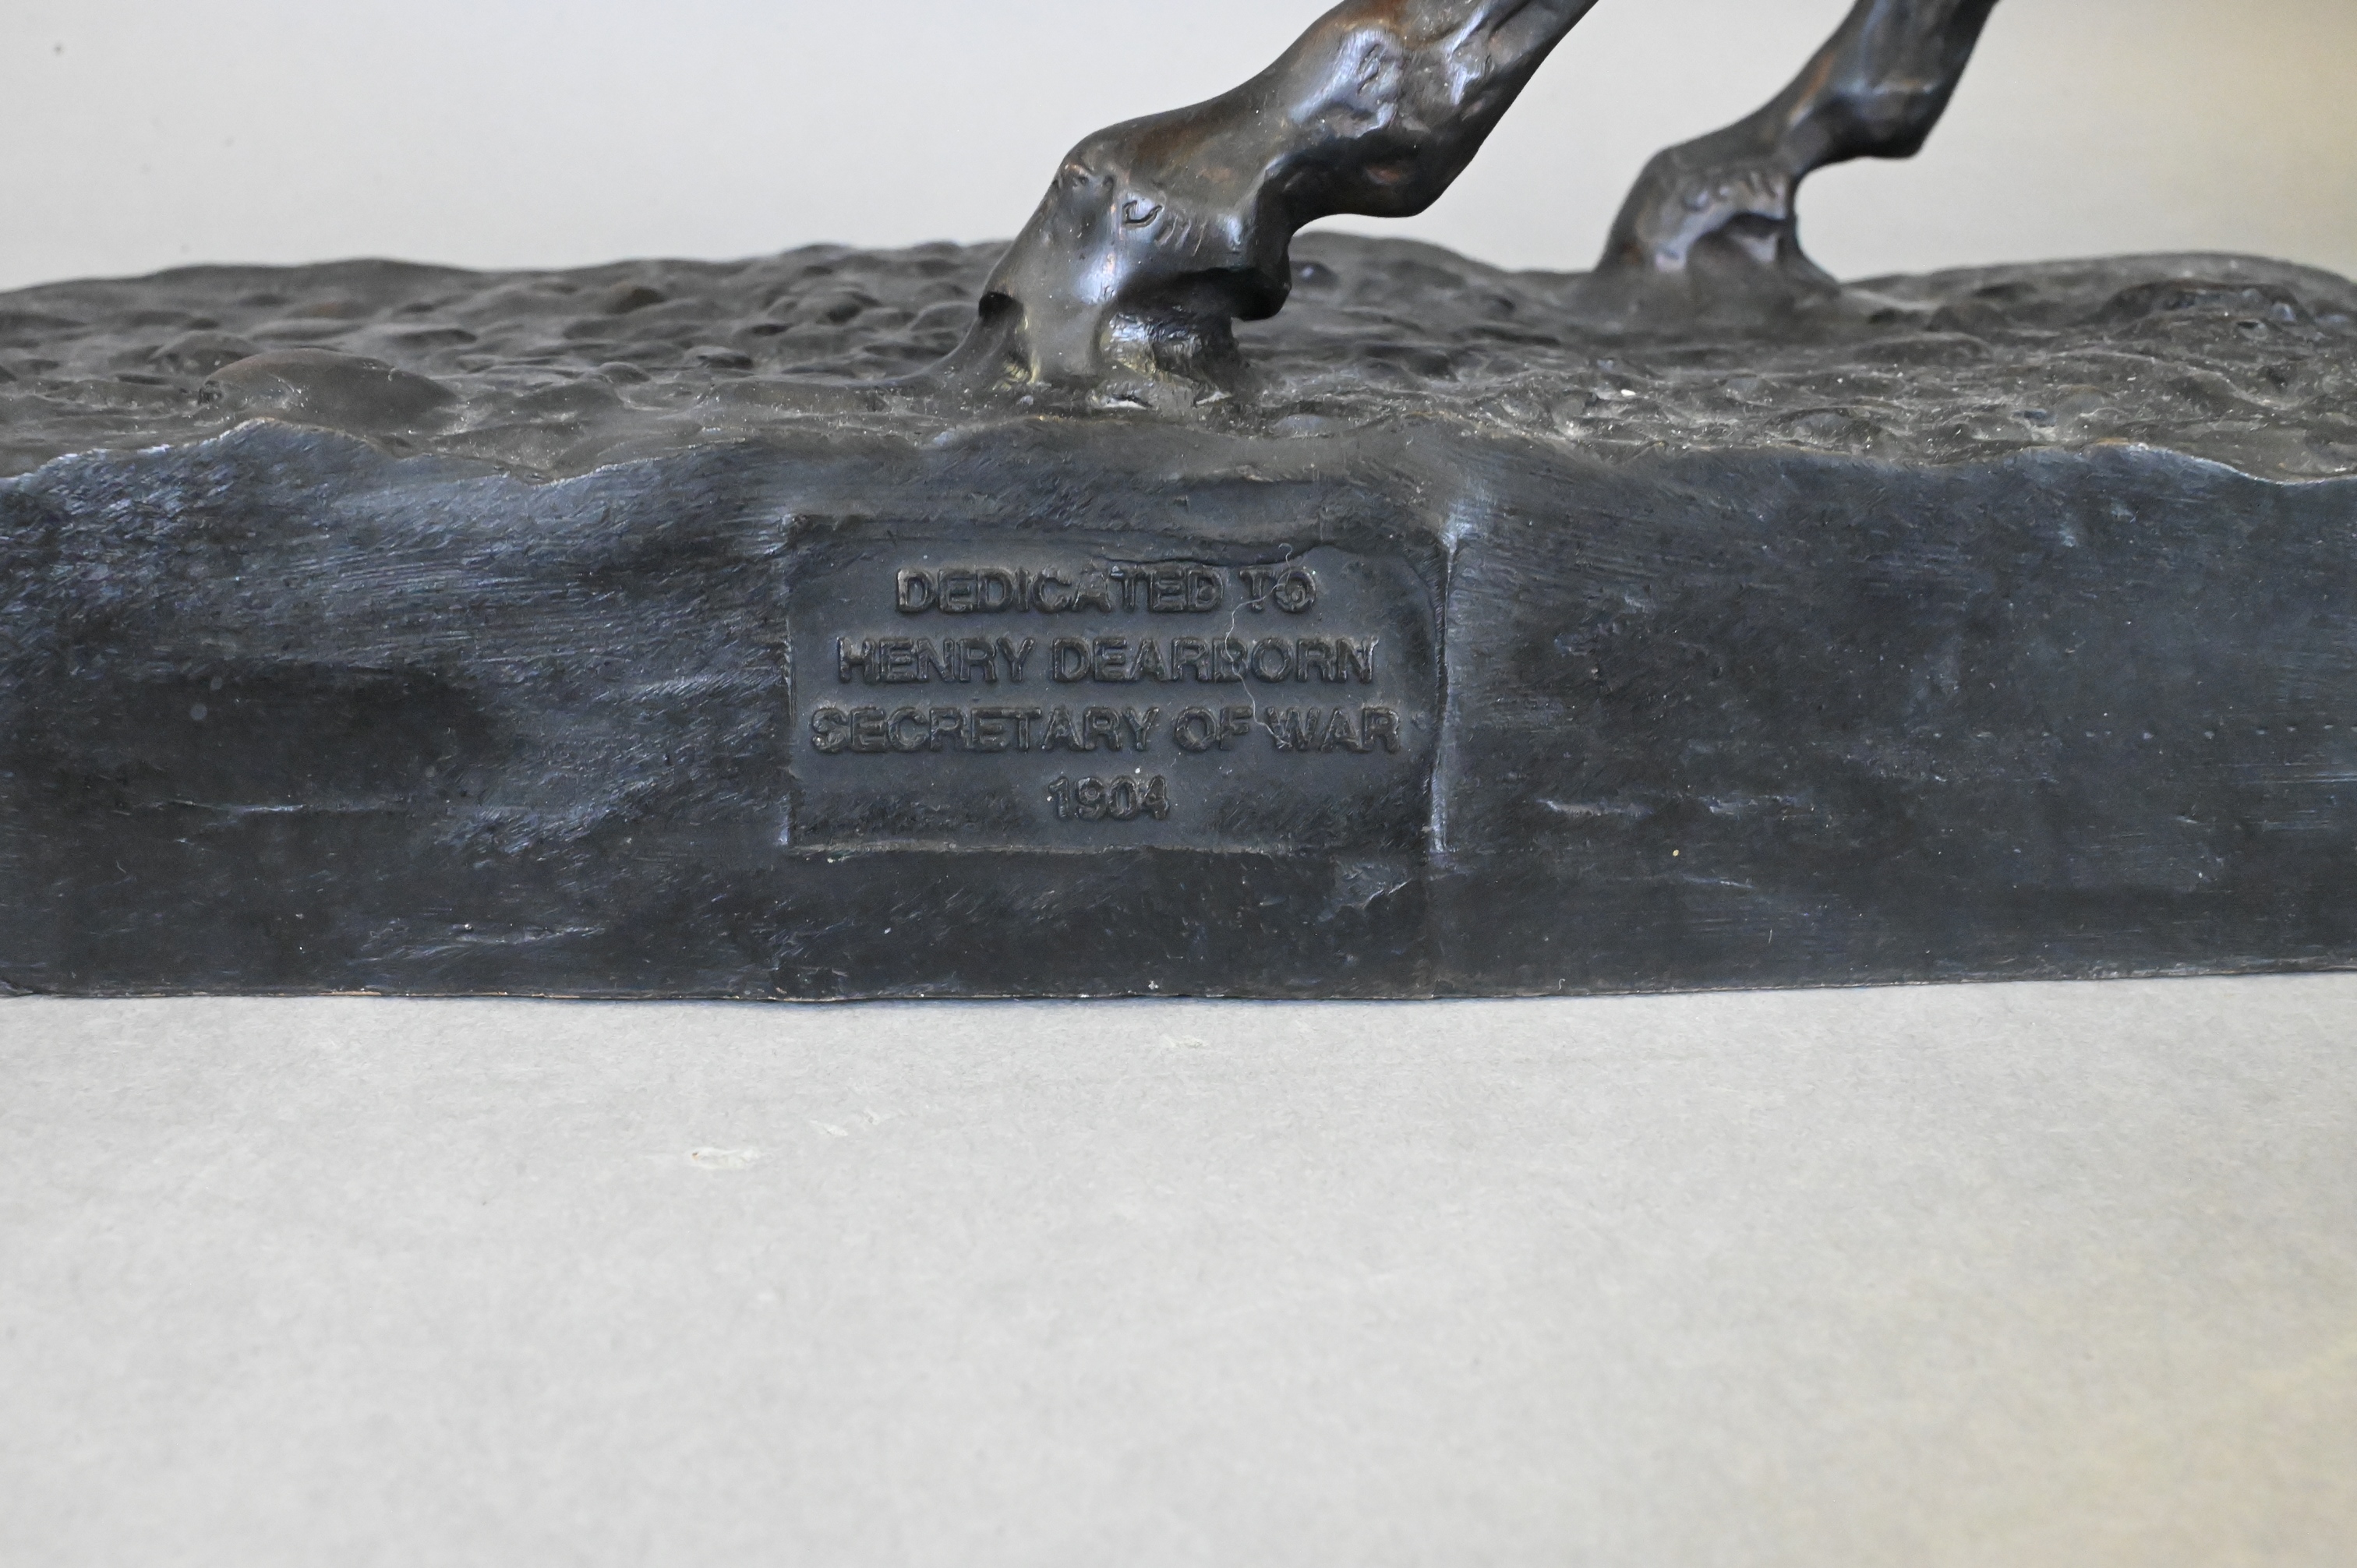 DEDICATED TO
HENRY DEARBORN
SECRETARY OF WAR
1904